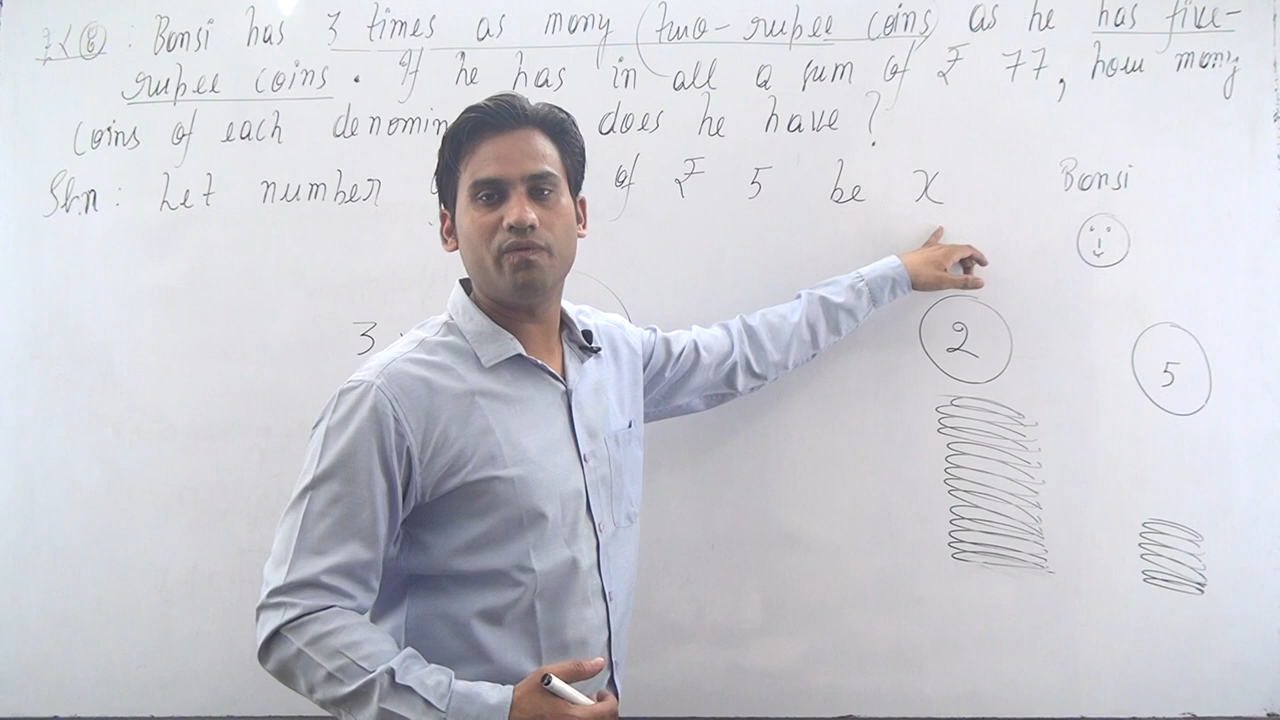 Ex 6 : Bansi has 3 times as many (two-rupee coins) as he has five-
rupee coins. If he has in all a sum of ₹ 77, how many
coins of each denomin does he have?
Sol.n : Let number of ₹ 5 be x
Bansi
3
2
5